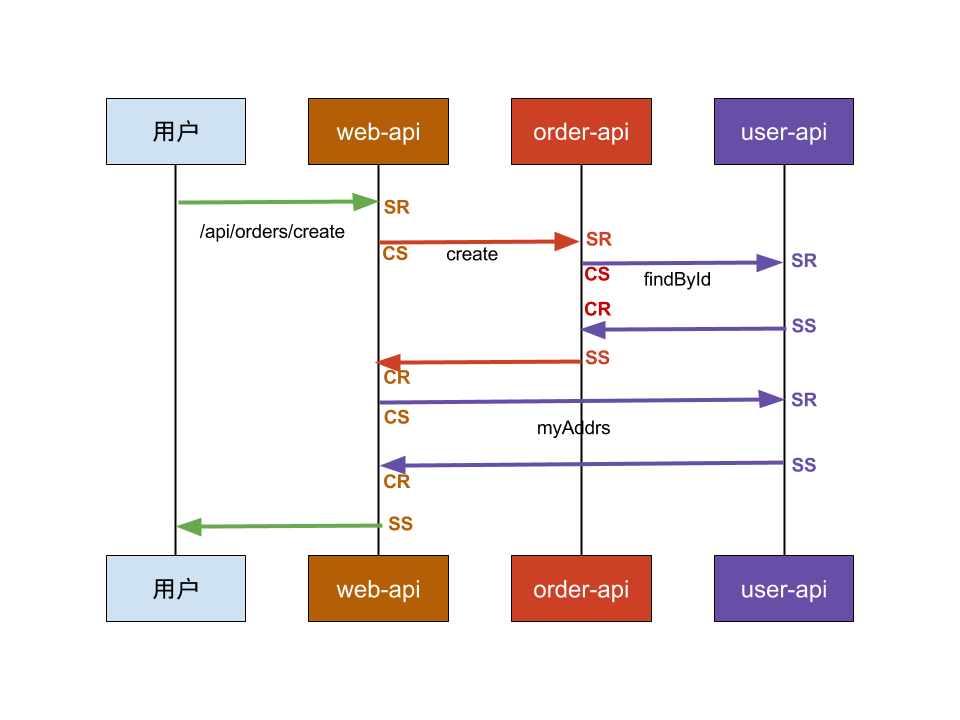 用户
web-api
order-api
user-api
SR
/api/orders/create
SR
CS
create
SR
CS
findById
CR
SS
SS
CR
SR
CS
myAddrs
SS
CR
SS
用户
web-api
order-api
user-api